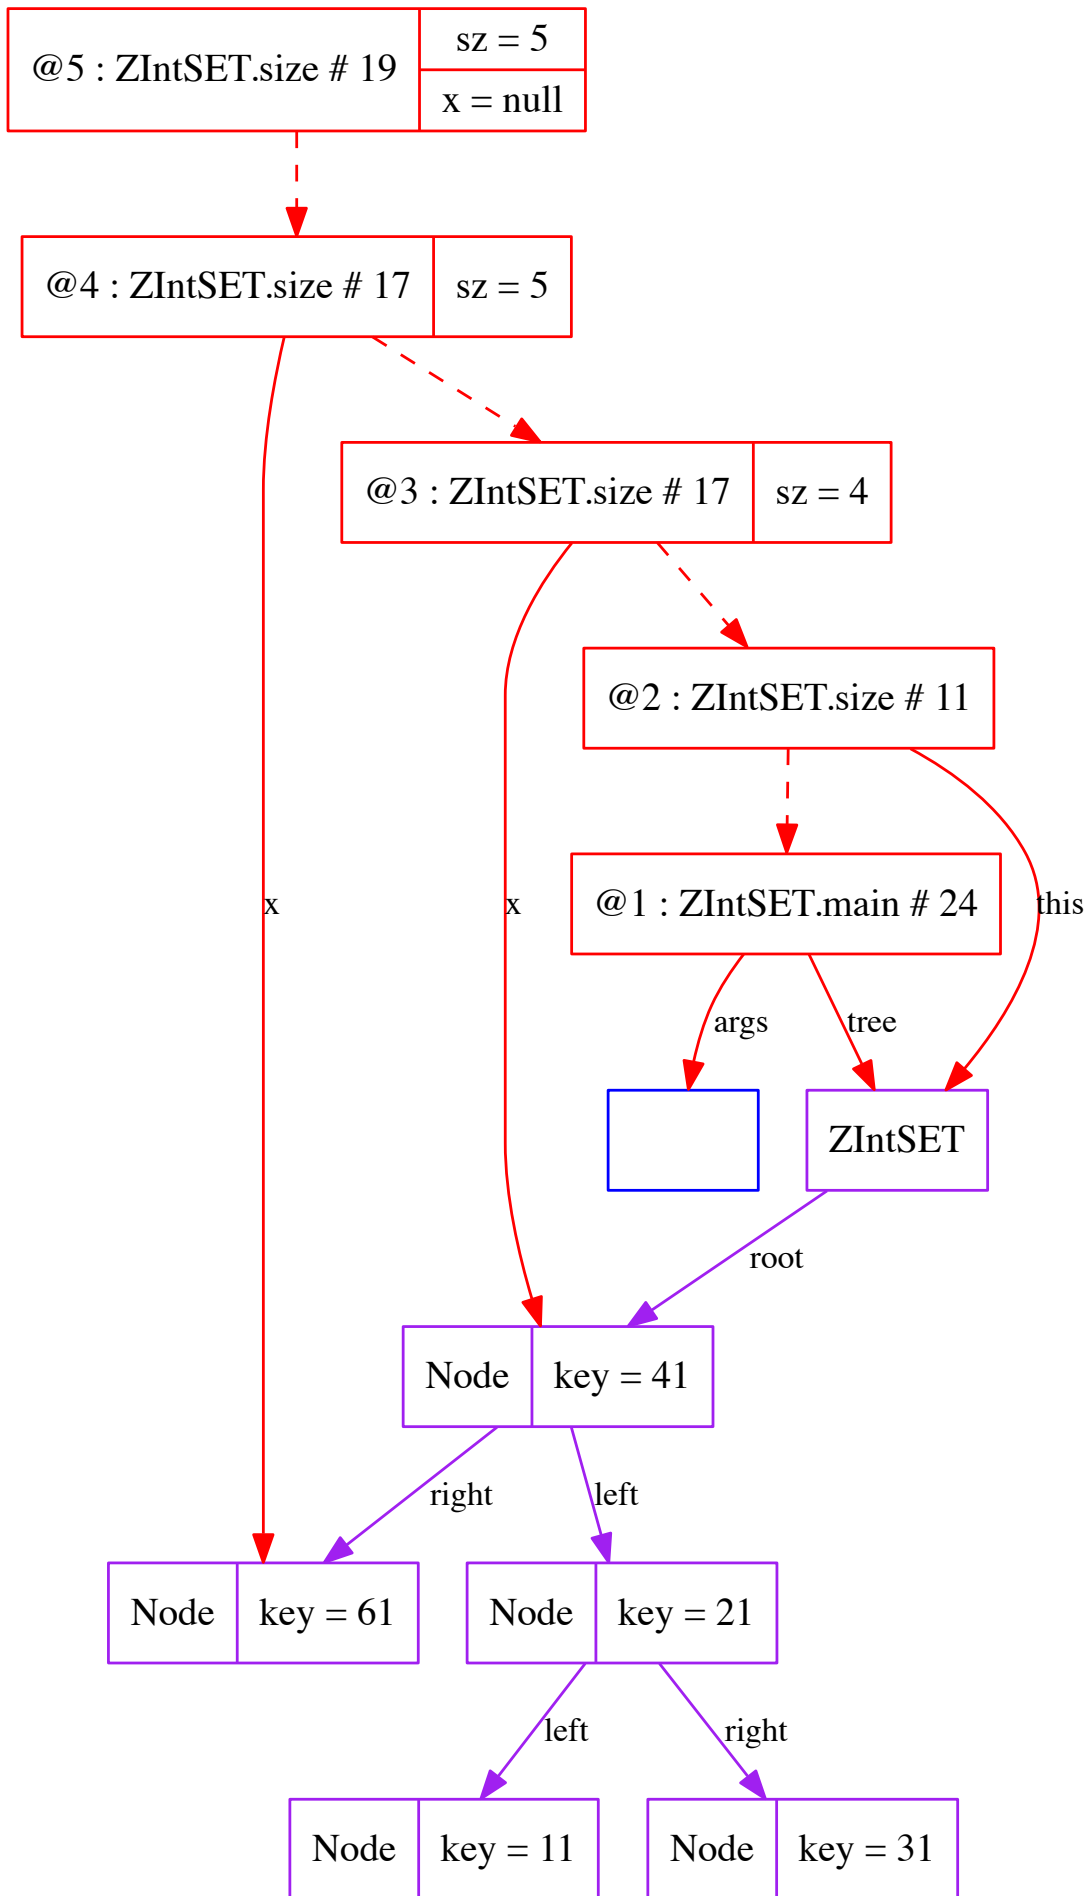 @5 : ZIntSET.size # 19
sz = 5
x = null
@4 : ZIntSET.size # 17
sz = 5
@3 : ZIntSET.size # 17
sz = 4
@2 : ZIntSET.size # 11
x
x
@1 : ZIntSET.main # 24
this
args
tree
ZIntSET
root
Node
key = 41
right
left
Node
key = 61
Node
key = 21
left
right
Node
key = 11
Node
key = 31